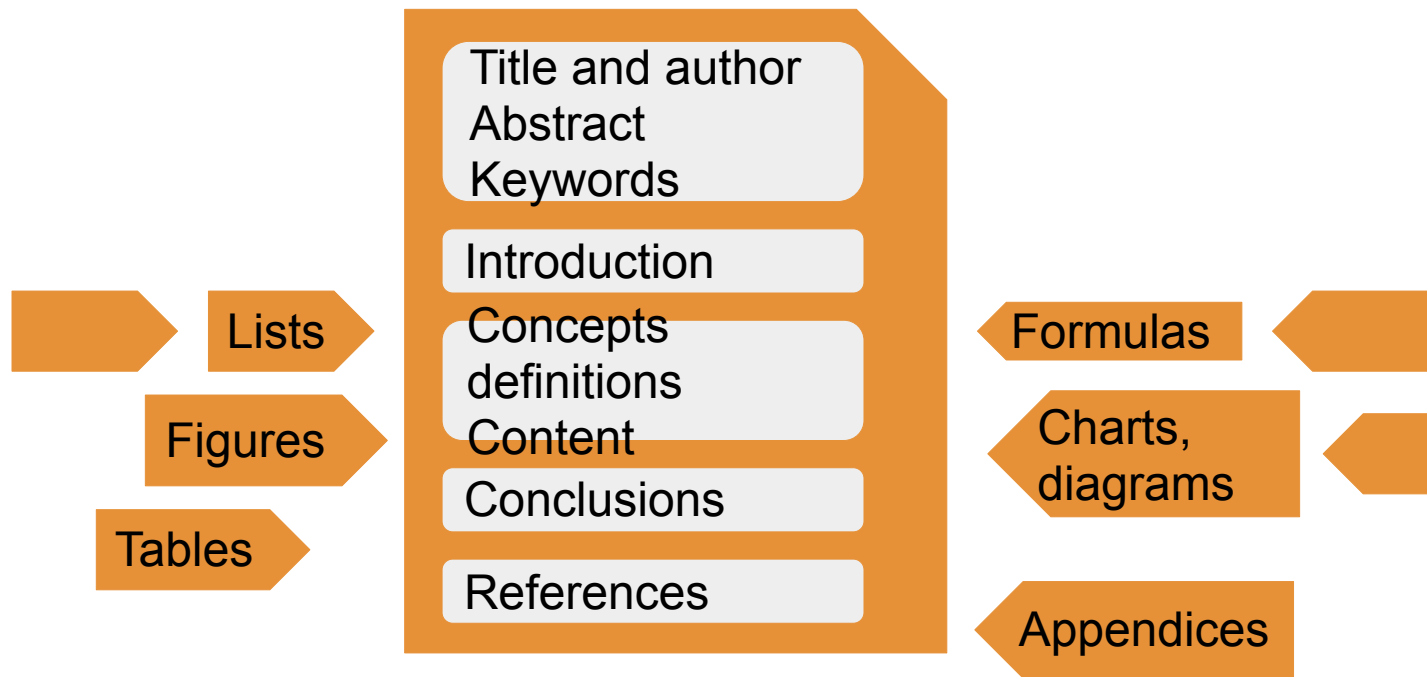 Title and author
Abstract
Keywords
Introduction
Concepts
definitions
Content
Conclusions
References
Lists
Figures
Tables
Formulas
Charts,
diagrams
Appendices